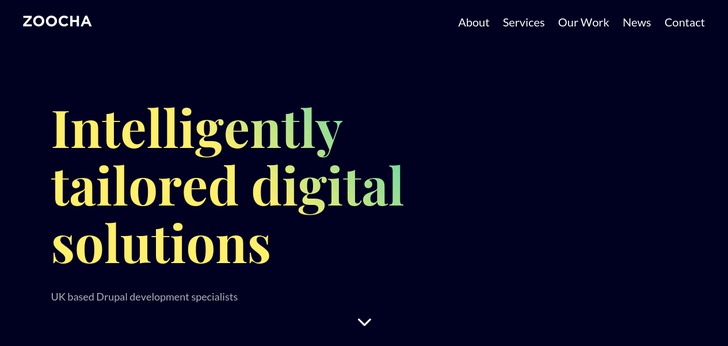 ZOOCHA
About Services Our Work News Contact
Intelligently
tailored digital
solutions
UK based Drupal development specialists